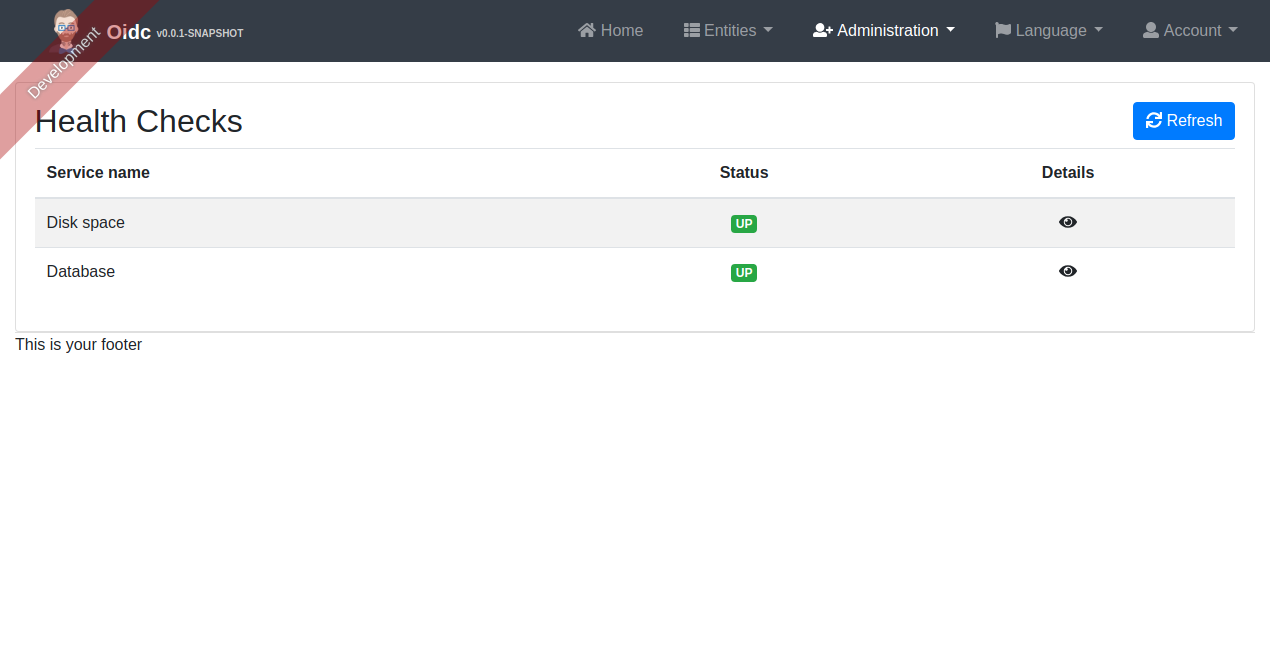 Development
Oidc v0.0.1-SNAPSHOT Home Entities Administration Language Account
Health Checks Refresh
Service name Status Details
Disk space UP
Database UP
This is your footer